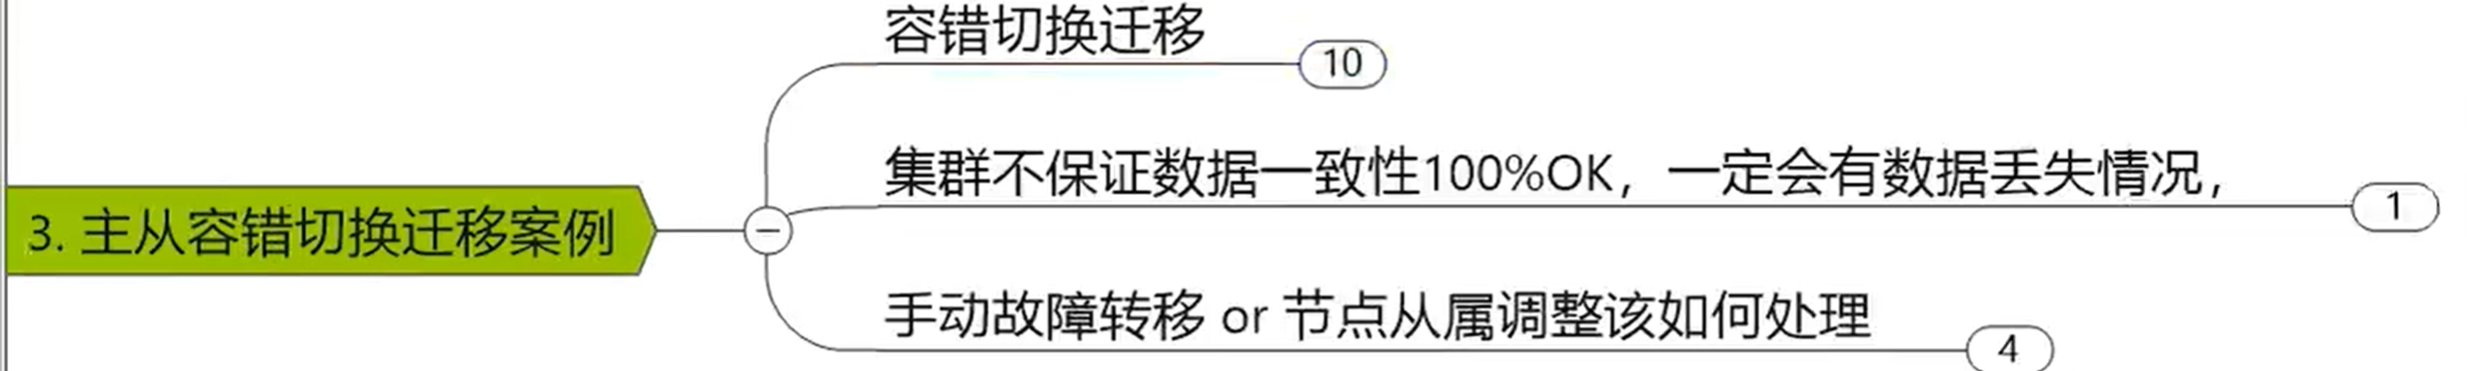 容错切换迁移
10
集群不保证数据一致性100%OK，一定会有数据丢失情况，
1
3. 主从容错切换迁移案例
手动故障转移 or 节点从属调整该如何处理
4